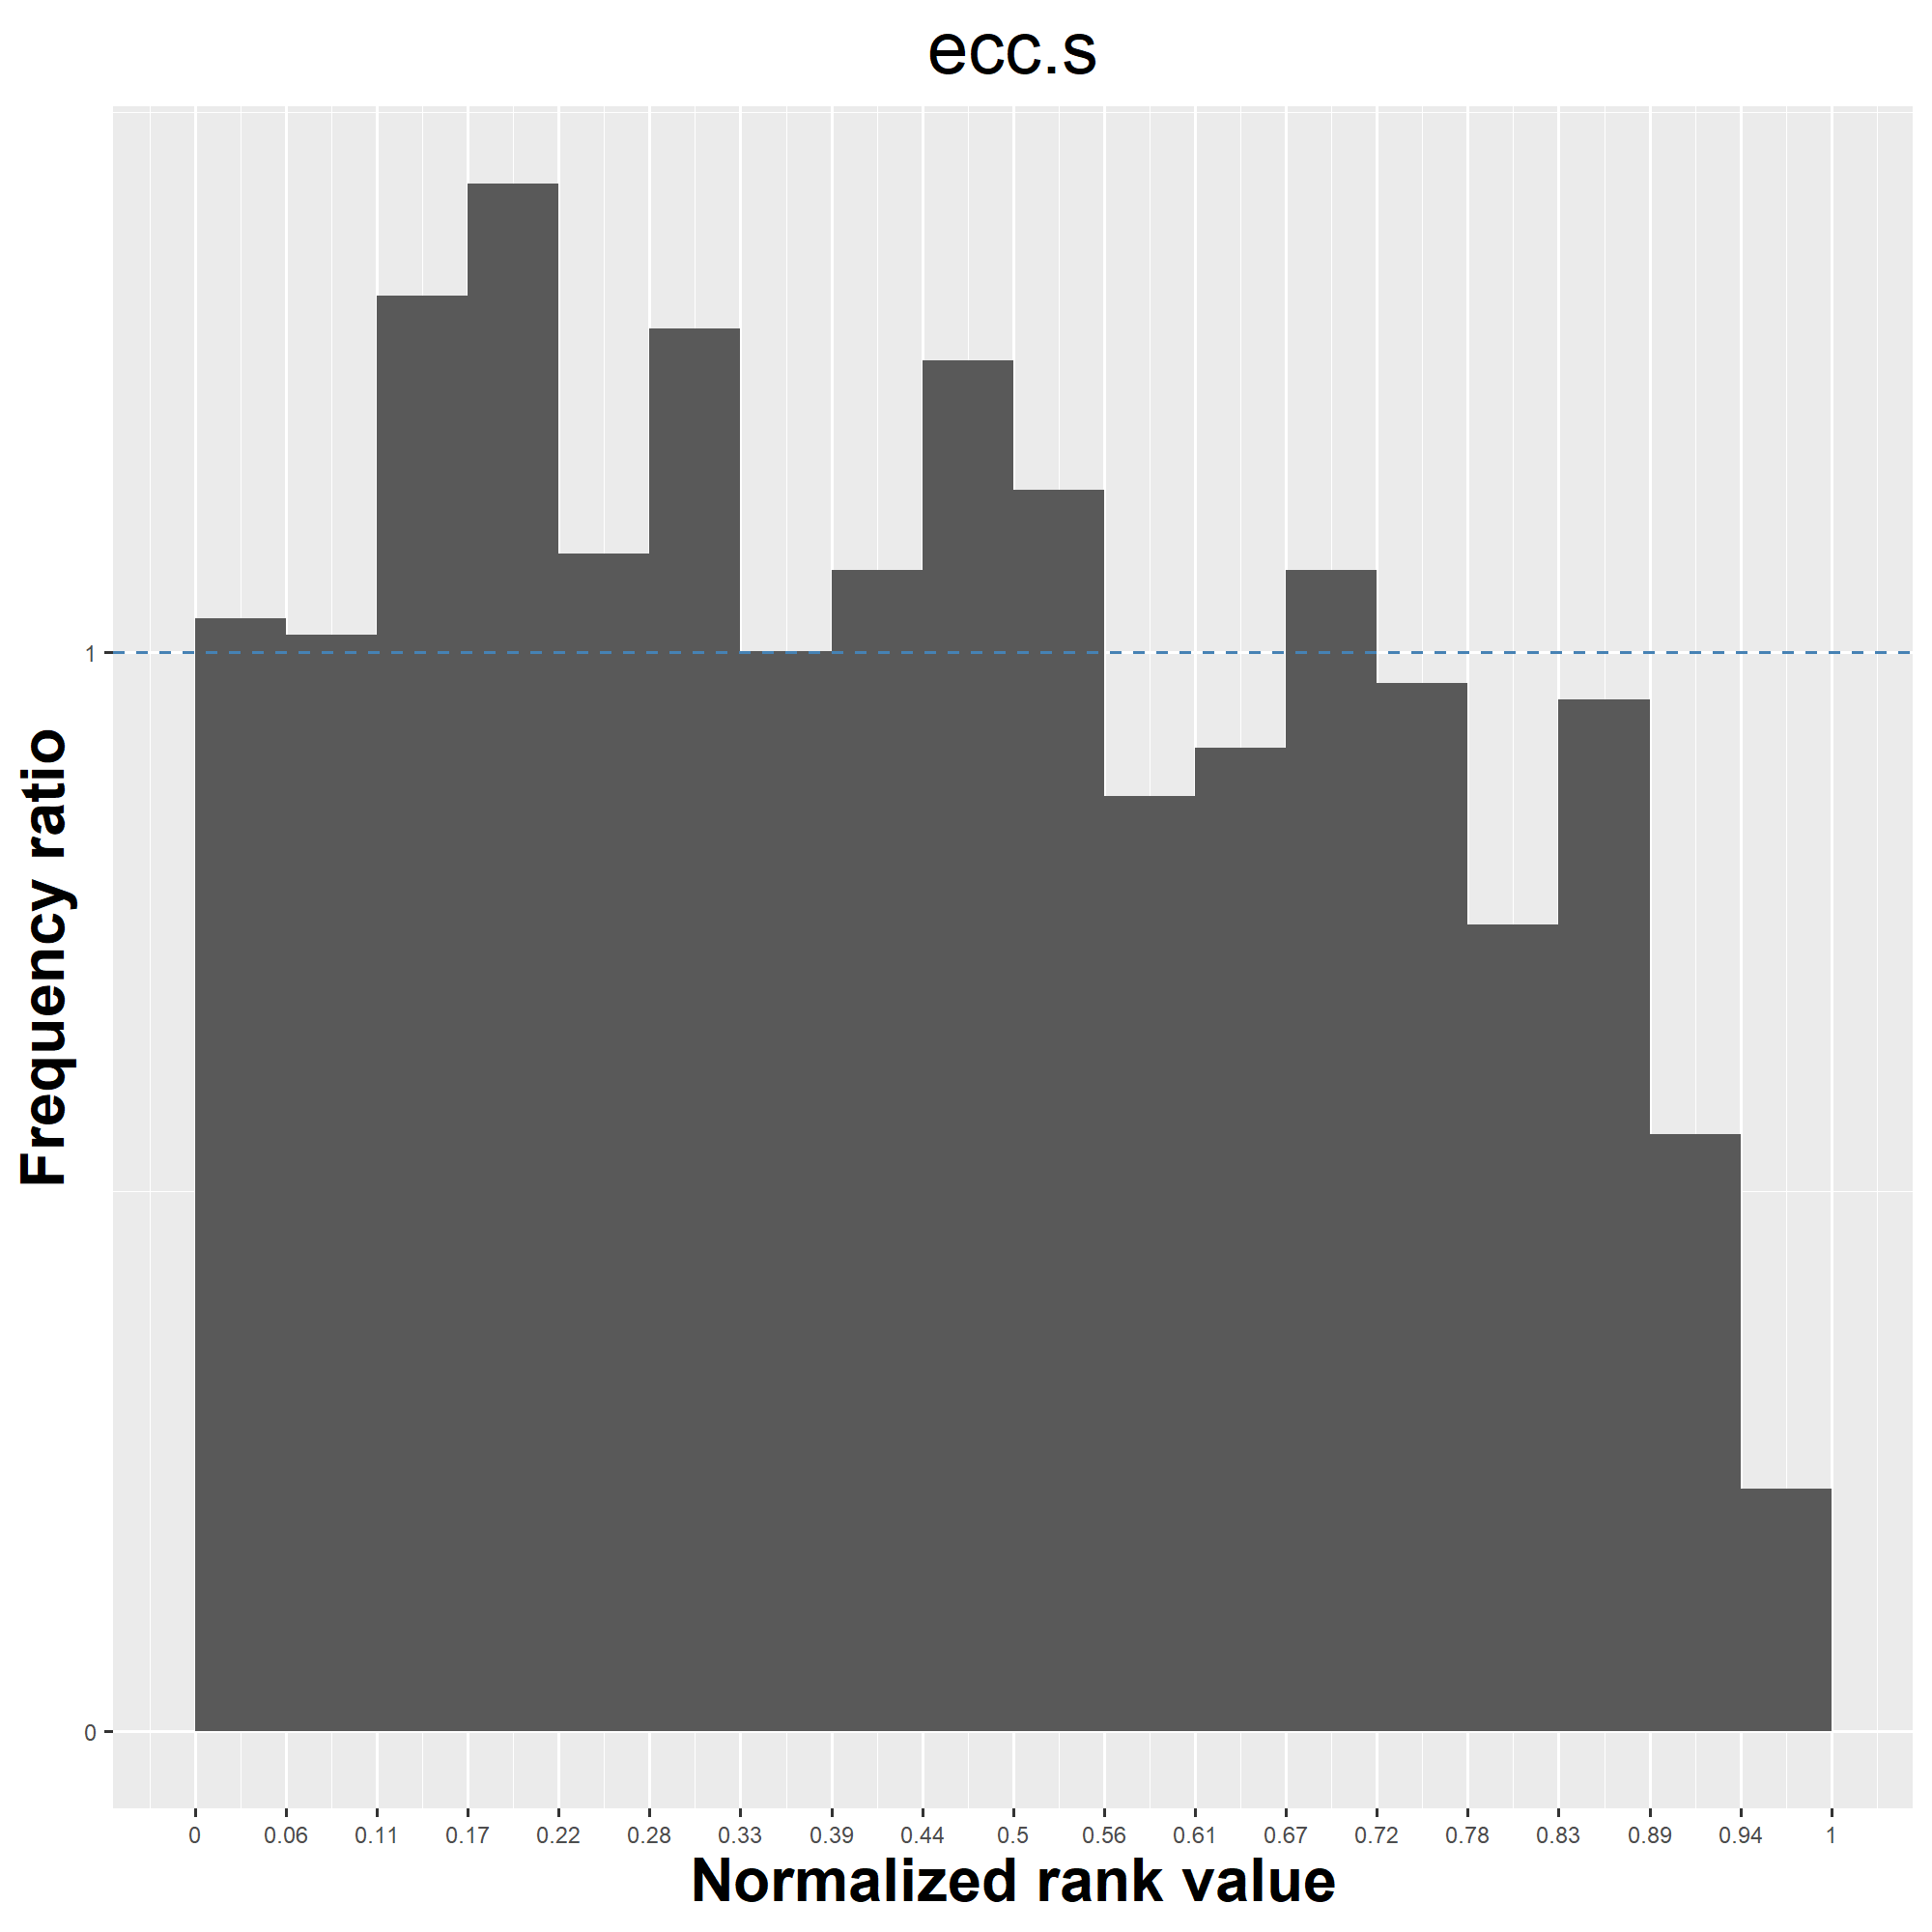 ecc.s
Frequency ratio
1
0
0 0.06 0.11 0.17 0.22 0.28 0.33 0.39 0.44 0.5 0.56 0.61 0.67 0.72 0.78 0.83 0.89 0.94 1
Normalized rank value